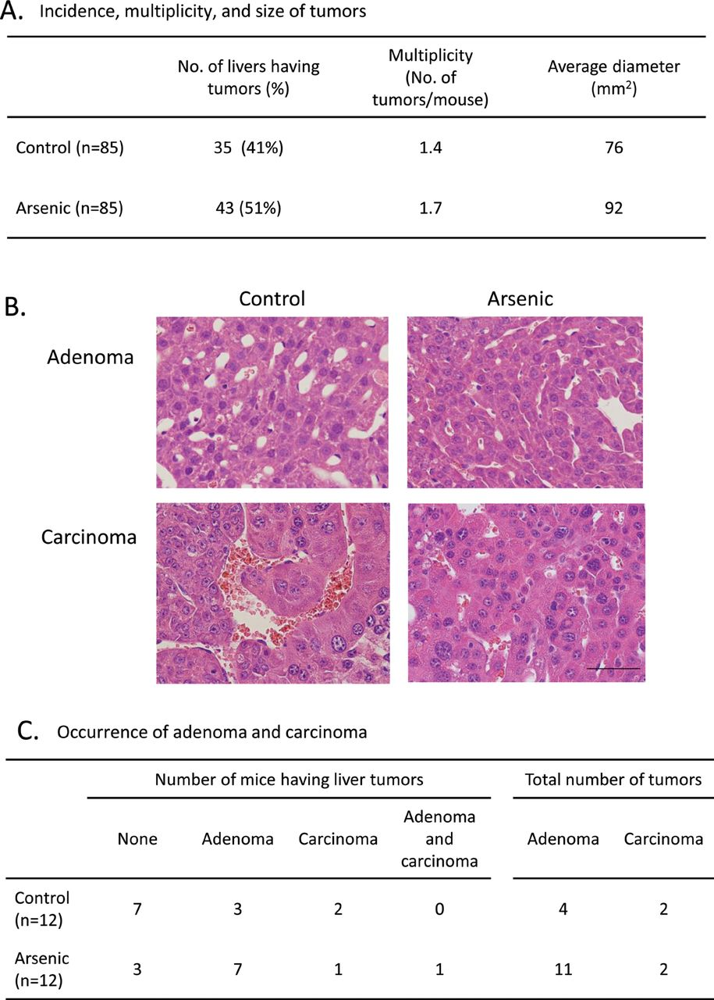 A. Incidence, multiplicity, and size of tumors
No. of livers having
tumors (%)
Multiplicity
(No. of
tumors/mouse)
Average diameter
(mm²)
Control (n=85) 35 (41%) 1.4 76
Arsenic (n=85) 43 (51%) 1.7 92
B.
Control Arsenic
Adenoma
Carcinoma
C. Occurrence of adenoma and carcinoma
Number of mice having liver tumors Total number of tumors
None Adenoma Carcinoma
Adenoma
and
carcinoma
Adenoma Carcinoma
Control
(n=12)
7 3 2 0 4 2
Arsenic
(n=12)
3 7 1 1 11 2